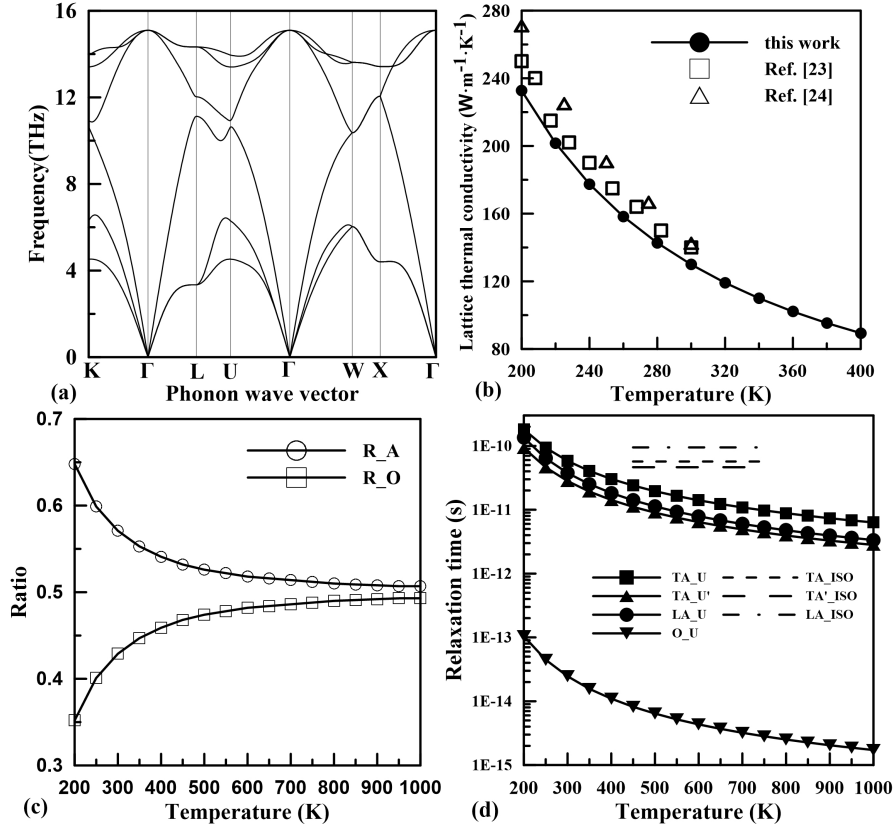 16
12
8
4
0
Frequency(THz)
K Γ L U Γ W X Γ
(a)
Phonon wave vector
280
240
200
160
120
80
Lattice thermal conductivity (W·m⁻¹·K⁻¹)
this work
Ref. [23]
Ref. [24]
200 240 280 320 360 400
(b)
Temperature (K)
0.7
0.6
0.5
0.4
0.3
Ratio
R_A
R_O
200 300 400 500 600 700 800 900 1000
(c)
Temperature (K)
1E-10
1E-11
1E-12
1E-13
1E-14
1E-15
Relaxation time (s)
TA_U TA_ISO
TA_U' TA'_ISO
LA_U LA_ISO
O_U
200 300 400 500 600 700 800 900 1000
(d)
Temperature (K)